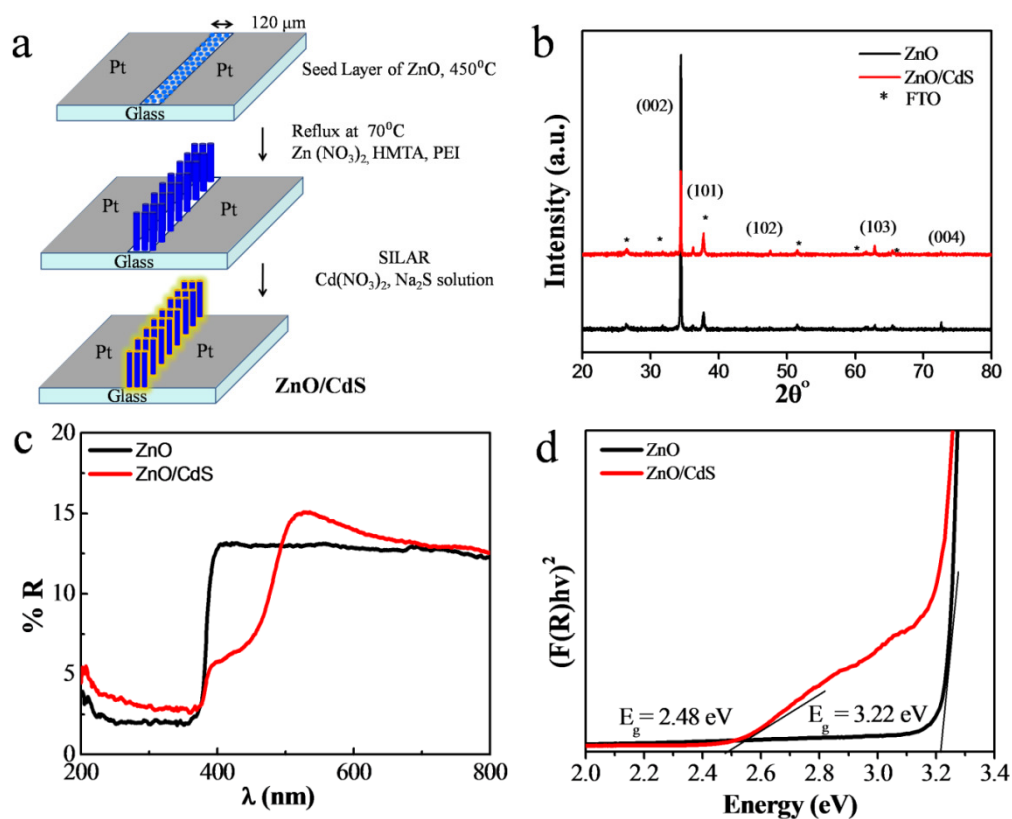 a
120 μm
Pt
Pt
Seed Layer of ZnO, 450⁰C
Glass
Reflux at 70⁰C
Zn (NO₃)₂, HMTA, PEI
Pt
Pt
Glass
SILAR
Cd(NO₃)₂, Na₂S solution
Pt
Pt
Glass
ZnO/CdS
b
ZnO
ZnO/CdS
* FTO
(002)
(101)
(102)
(103)
(004)
*
*
*
*
*
*
Intensity (a.u.)
20 30 40 50 60 70 80
2θ°
c
ZnO
ZnO/CdS
20
15
10
5
0
% R
200 400 600 800
λ (nm)
d
ZnO
ZnO/CdS
(F(R)hν)²
E_g = 2.48 eV
E_g = 3.22 eV
2.0 2.2 2.4 2.6 2.8 3.0 3.2 3.4
Energy (eV)